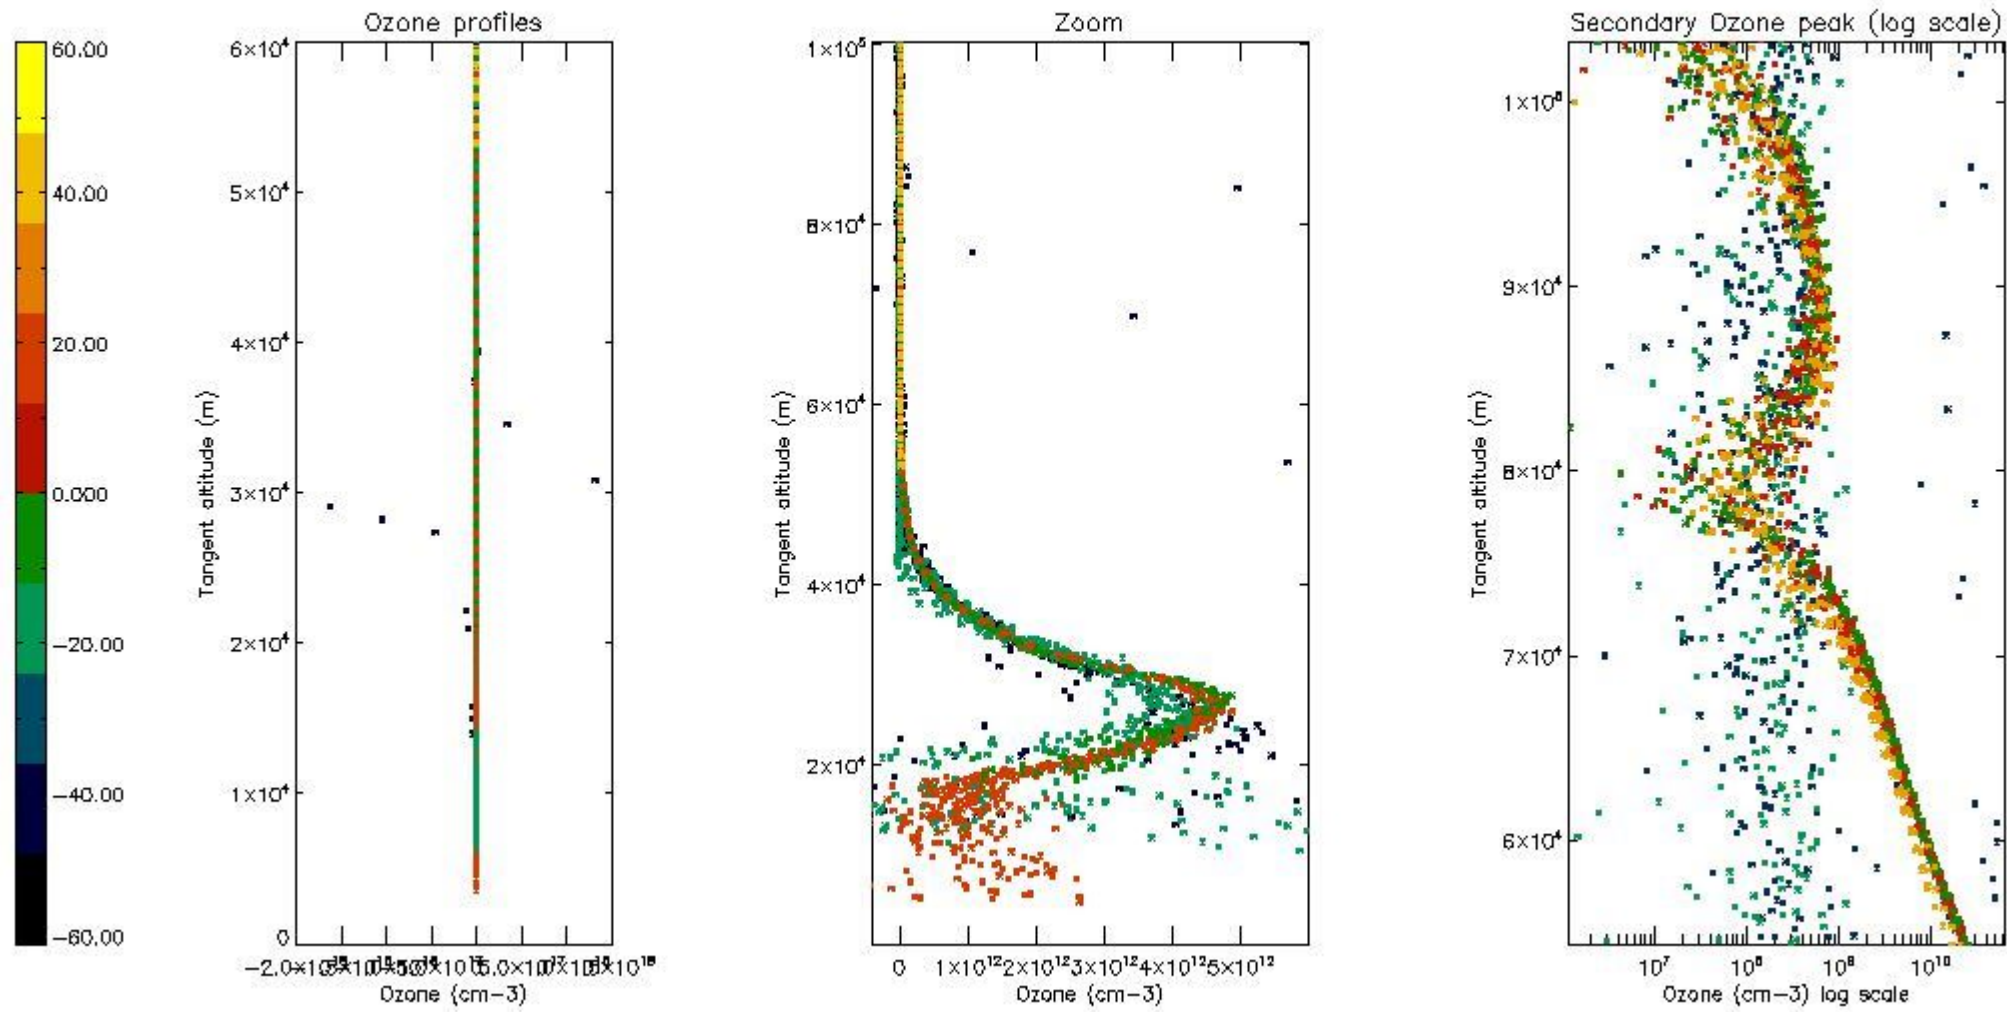 Ozone profiles
Zoom
Secondary Ozone peak (log scale)
60.00
40.00
20.00
0.000
-20.00
-40.00
-60.00
6×10⁴
5×10⁴
4×10⁴
3×10⁴
2×10⁴
1×10⁴
0
Tangent altitude (m)
Ozone (cm-3)
1×10⁵
8×10⁴
6×10⁴
4×10⁴
2×10⁴
Tangent altitude (m)
0 1×10¹² 2×10¹² 3×10¹² 4×10¹² 5×10¹²
Ozone (cm-3)
1×10⁵
9×10⁴
8×10⁴
7×10⁴
6×10⁴
Tangent altitude (m)
10⁷ 10⁸ 10⁹ 10¹⁰
Ozone (cm-3) log scale